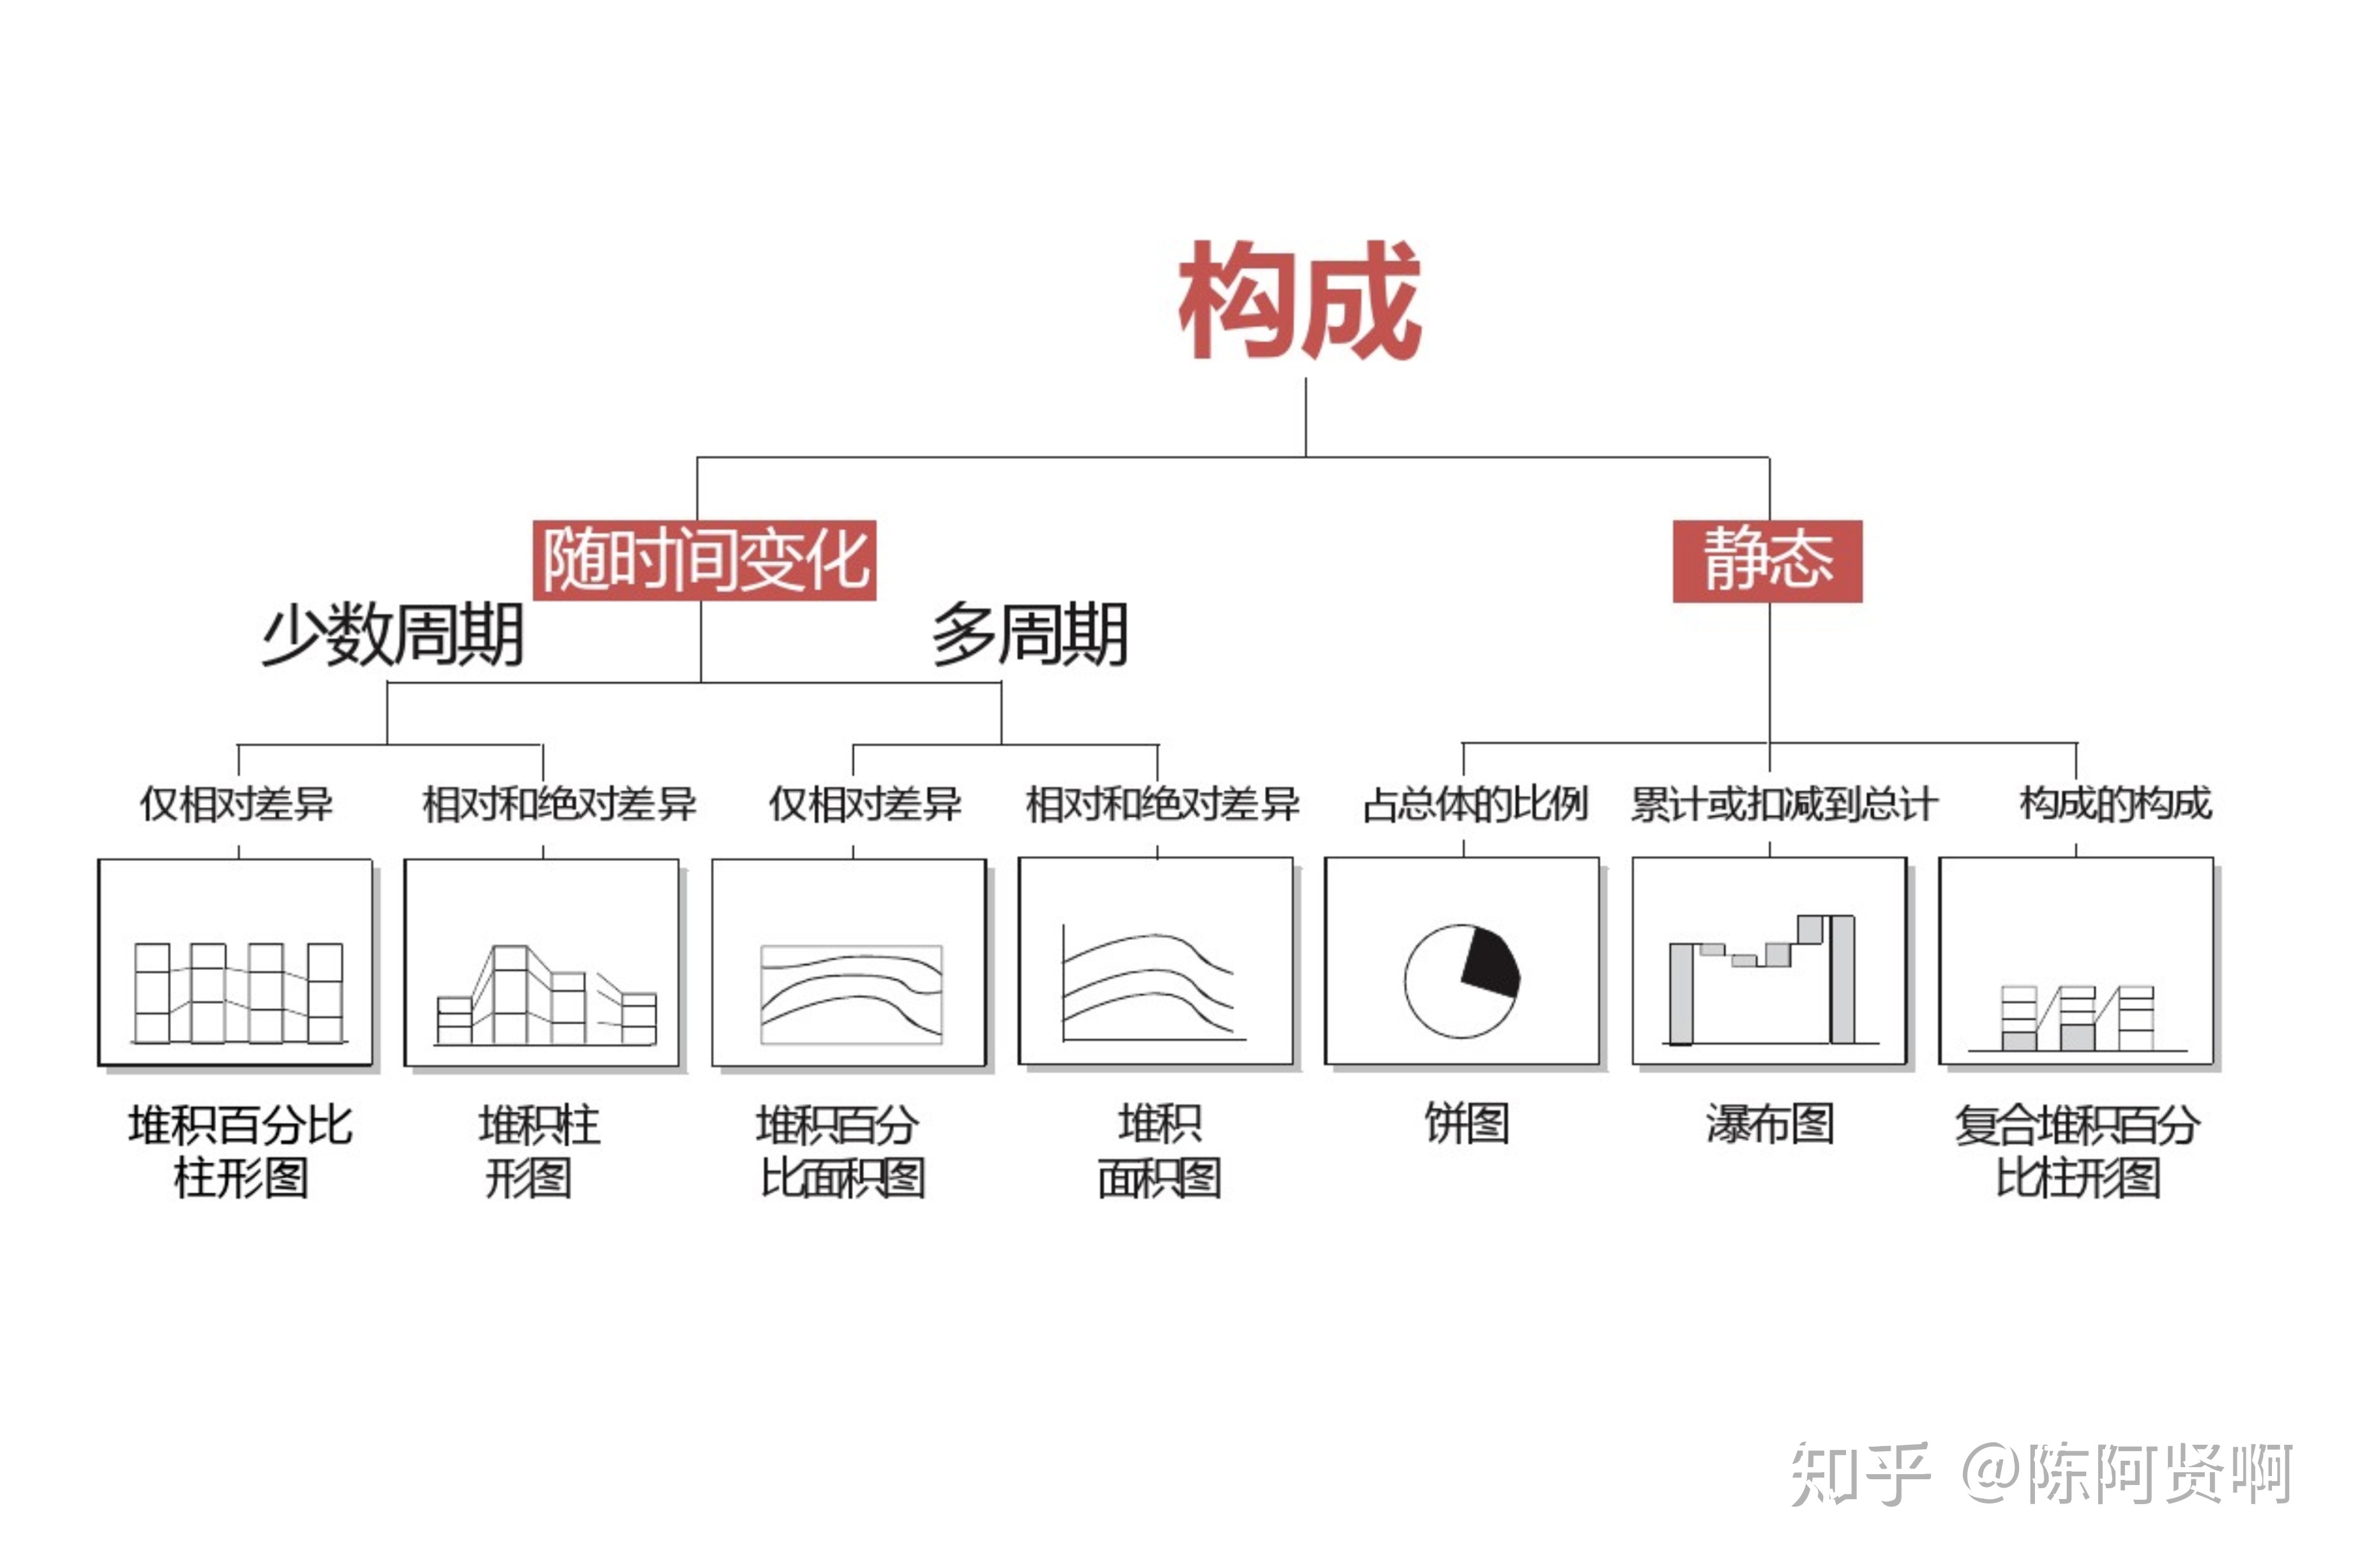 构成
随时间变化
静态
少数周期
多周期
仅相对差异
相对和绝对差异
仅相对差异
相对和绝对差异
占总体的比例
累计或扣减到总计
构成的构成
堆积百分比
柱形图
堆积柱
形图
堆积百分
比面积图
堆积
面积图
饼图
瀑布图
复合堆积百分
比柱形图
知乎 @陈阿贤啊